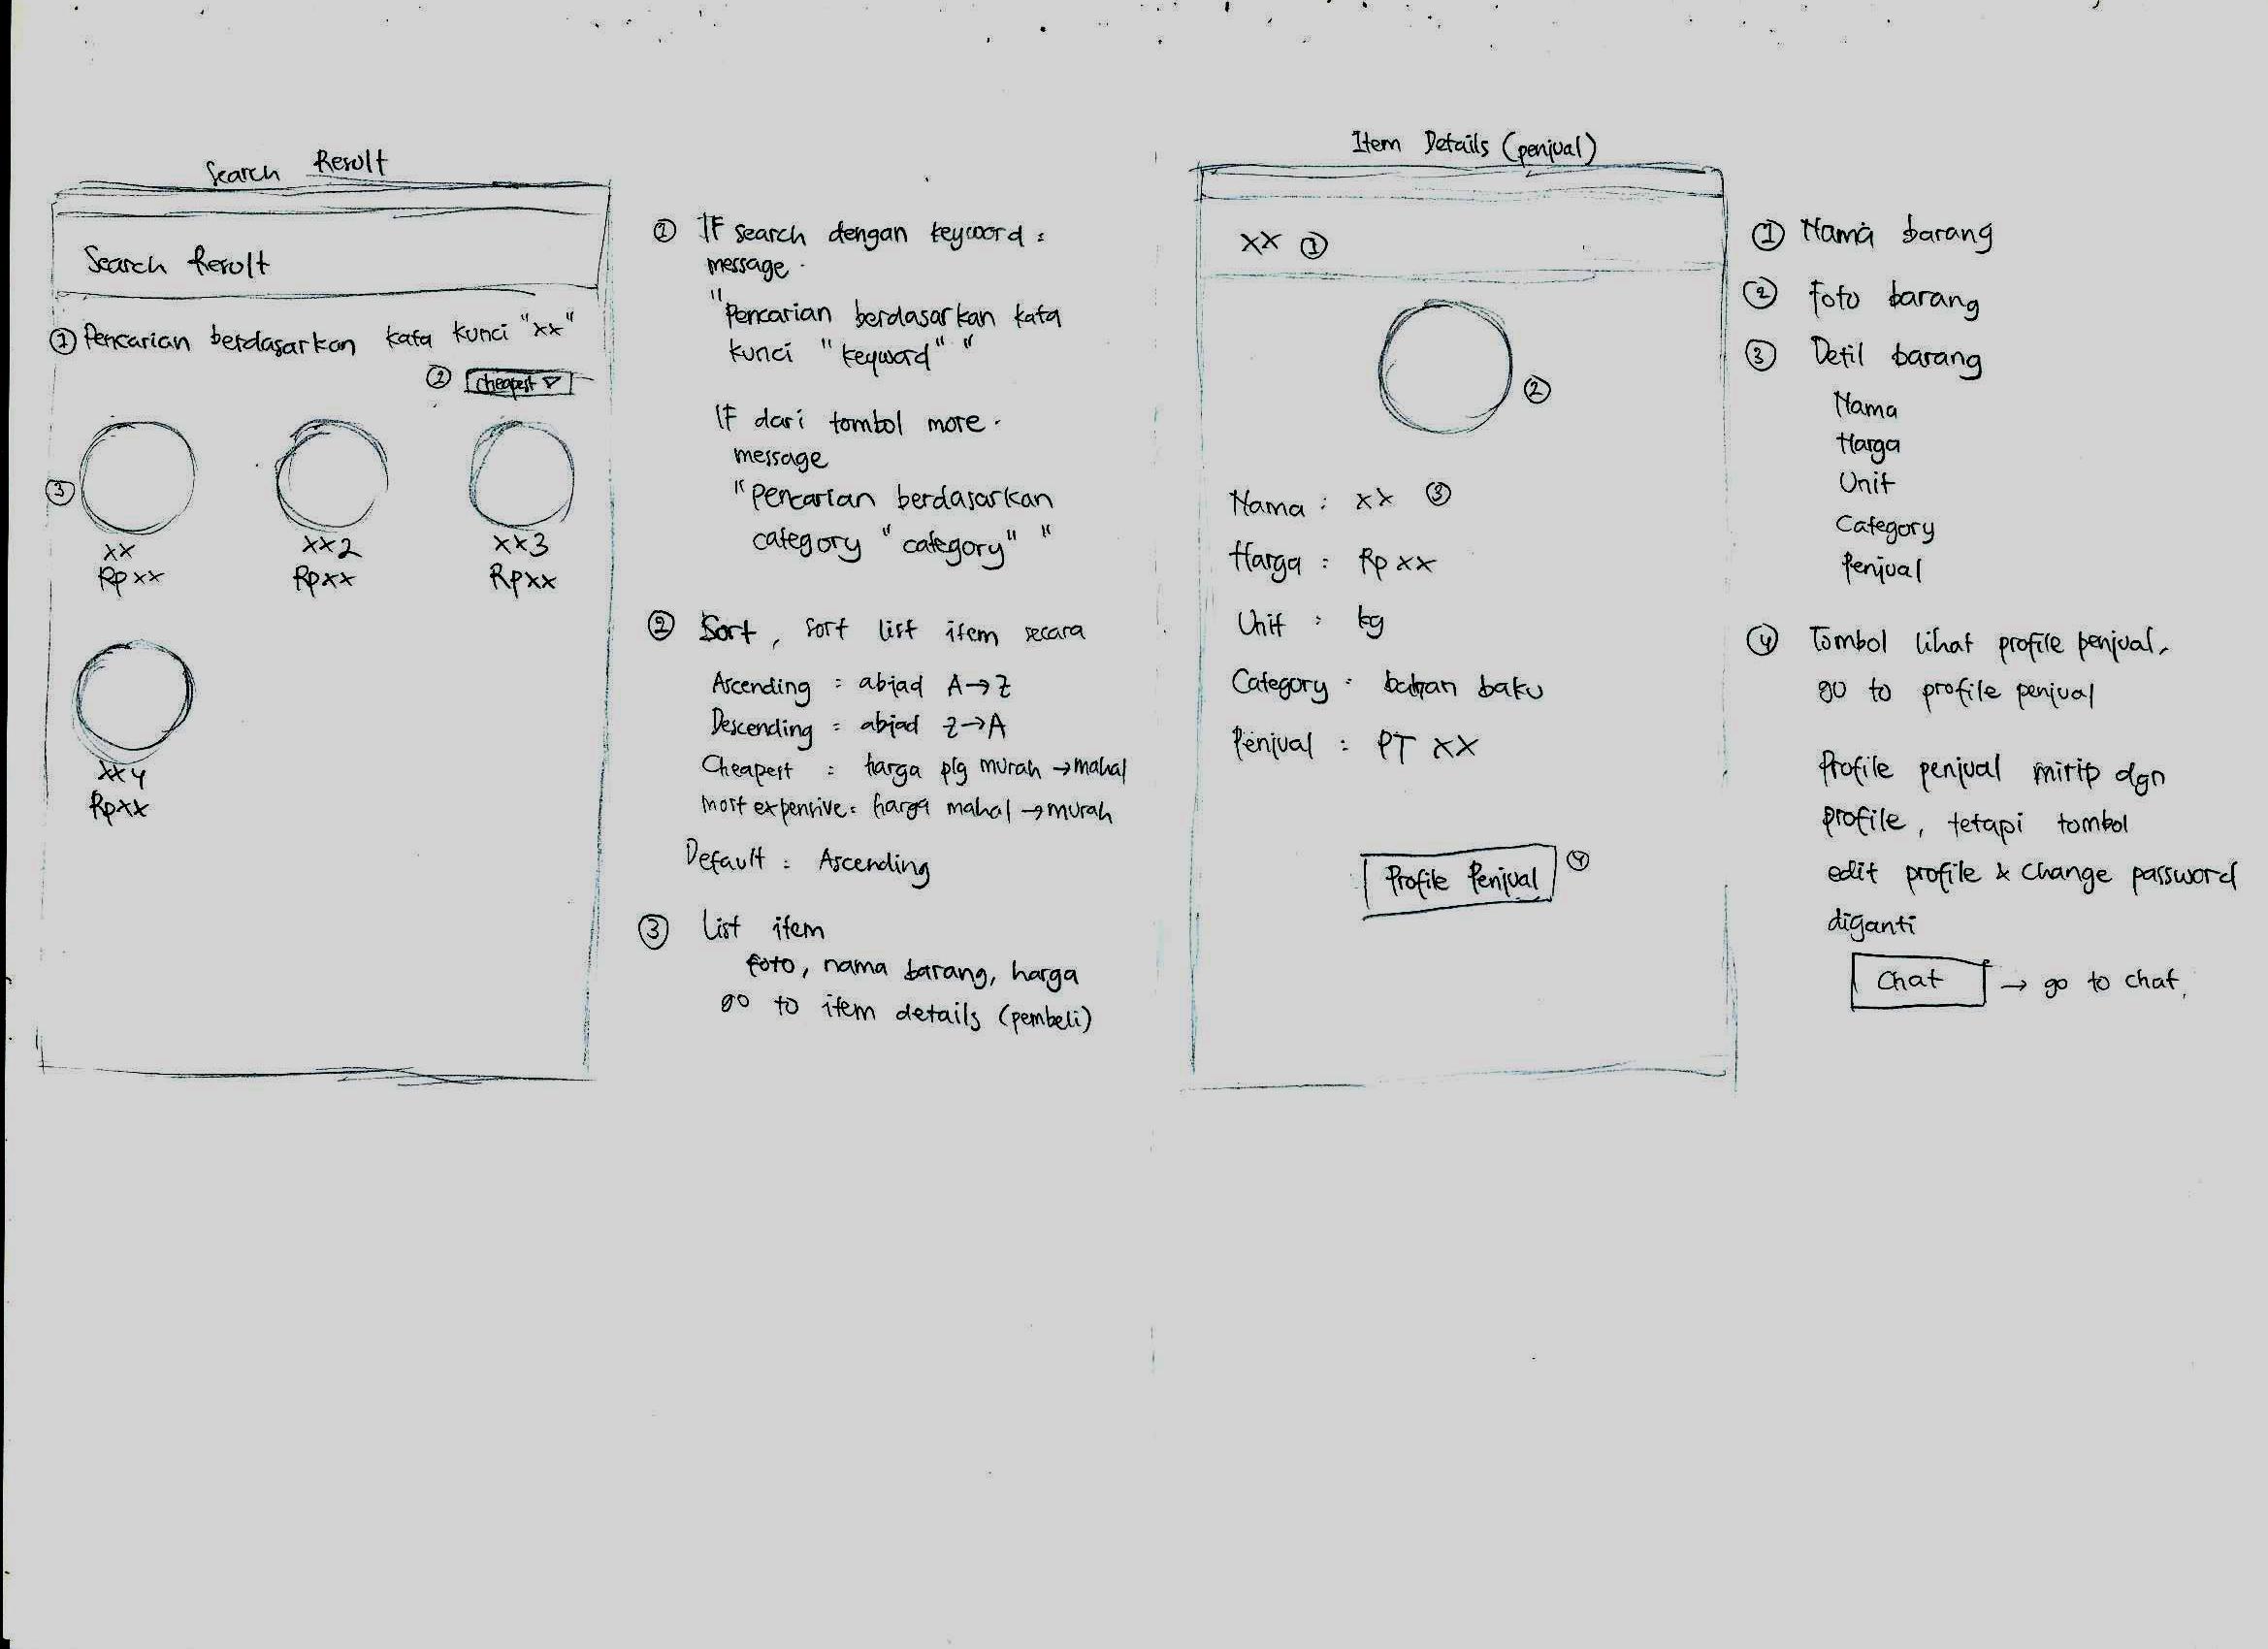 Search Result
Search Result
① Pencarian berdasarkan kata kunci "xx"
② cheapest ▽
③
xx
Rp xx
xx2
Rpxx
xx3
Rpxx
xx4
Rpxx
① IF search dengan keyword :
message.
"Pencarian berdasarkan kata
kunci "keyword" "
IF dari tombol more.
message
"pencarian berdasarkan
category "category" "
② Sort, sort list item secara
Ascending : abjad A→Z
Descending : abjad Z→A
Cheapest : harga plg murah → mahal
most expensive : harga mahal → murah
Default : Ascending
③ List item
foto, nama barang, harga
go to item details (pembeli)
Item Details (penjual)
xx ①
②
Nama : xx ③
Harga : Rp xx
Unit : kg
Category : bahan baku
Penjual : PT XX
Profile Penjual ④
① Nama barang
② Foto barang
③ Detil barang
Nama
Harga
Unit
Category
Penjual
④ Tombol lihat profile penjual,
go to profile penjual
Profile penjual mirip dgn
profile, tetapi tombol
edit profile & change password
diganti
Chat → go to chat.